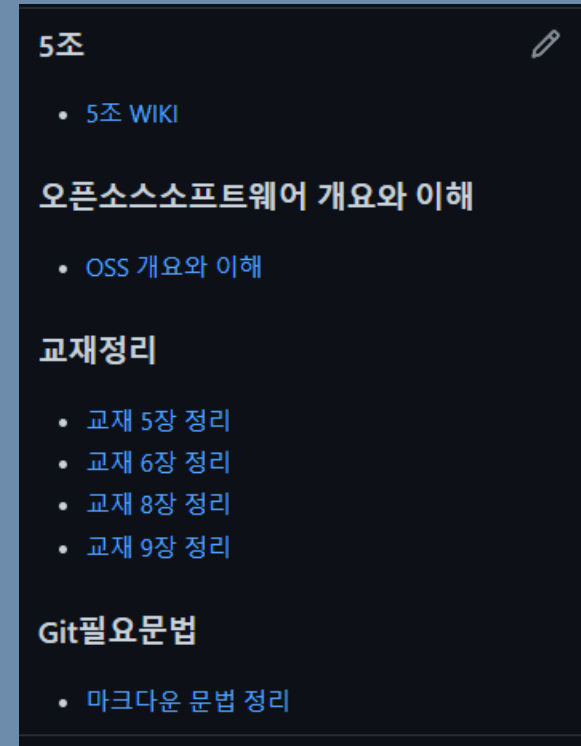 5조
5조 WIKI
오픈소스소프트웨어 개요와 이해
OSS 개요와 이해
교재정리
교재 5장 정리
교재 6장 정리
교재 8장 정리
교재 9장 정리
Git필요문법
마크다운 문법 정리